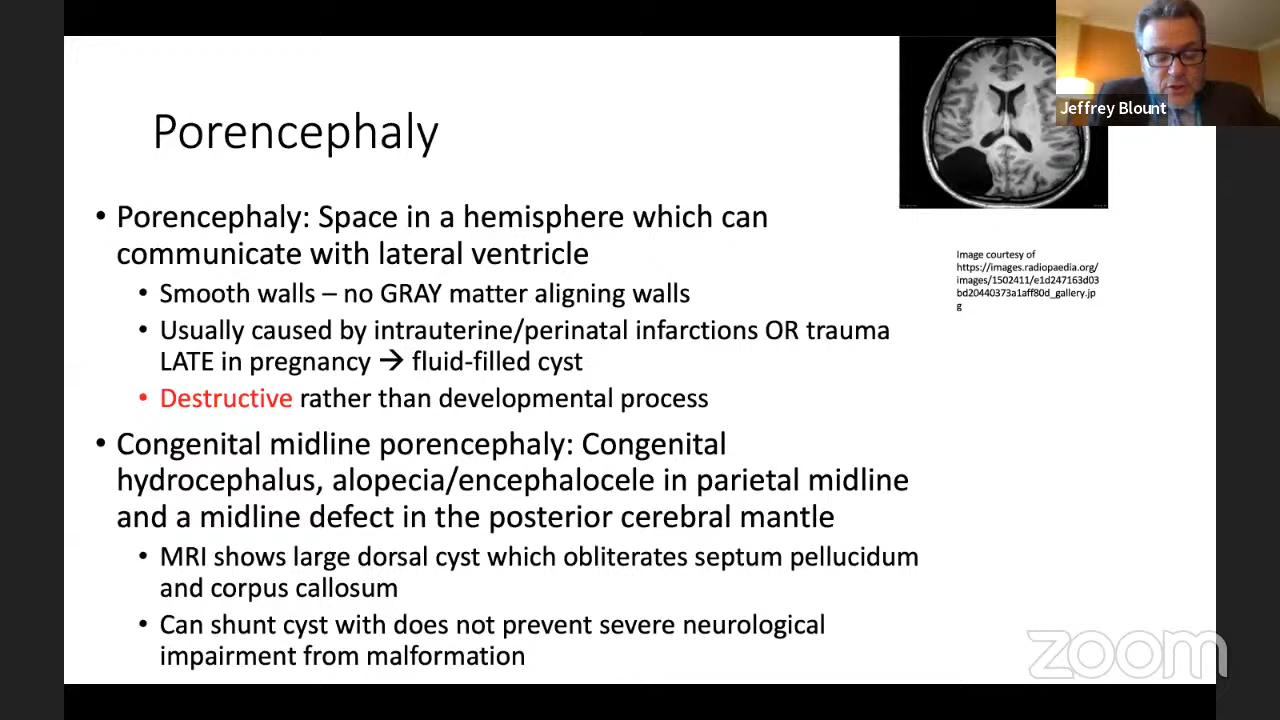 Jeffrey Blount
Porencephaly
• Porencephaly: Space in a hemisphere which can
communicate with lateral ventricle
• Smooth walls – no GRAY matter aligning walls
• Usually caused by intrauterine/perinatal infarctions OR trauma
LATE in pregnancy → fluid-filled cyst
• Destructive rather than developmental process
• Congenital midline porencephaly: Congenital
hydrocephalus, alopecia/encephalocele in parietal midline
and a midline defect in the posterior cerebral mantle
• MRI shows large dorsal cyst which obliterates septum pellucidum
and corpus callosum
• Can shunt cyst with does not prevent severe neurological
impairment from malformation
Image courtesy of
https://images.radiopaedia.org/
images/1502411/e1d247163d03
bd20440373a1aff80d_gallery.jp
g
zoom